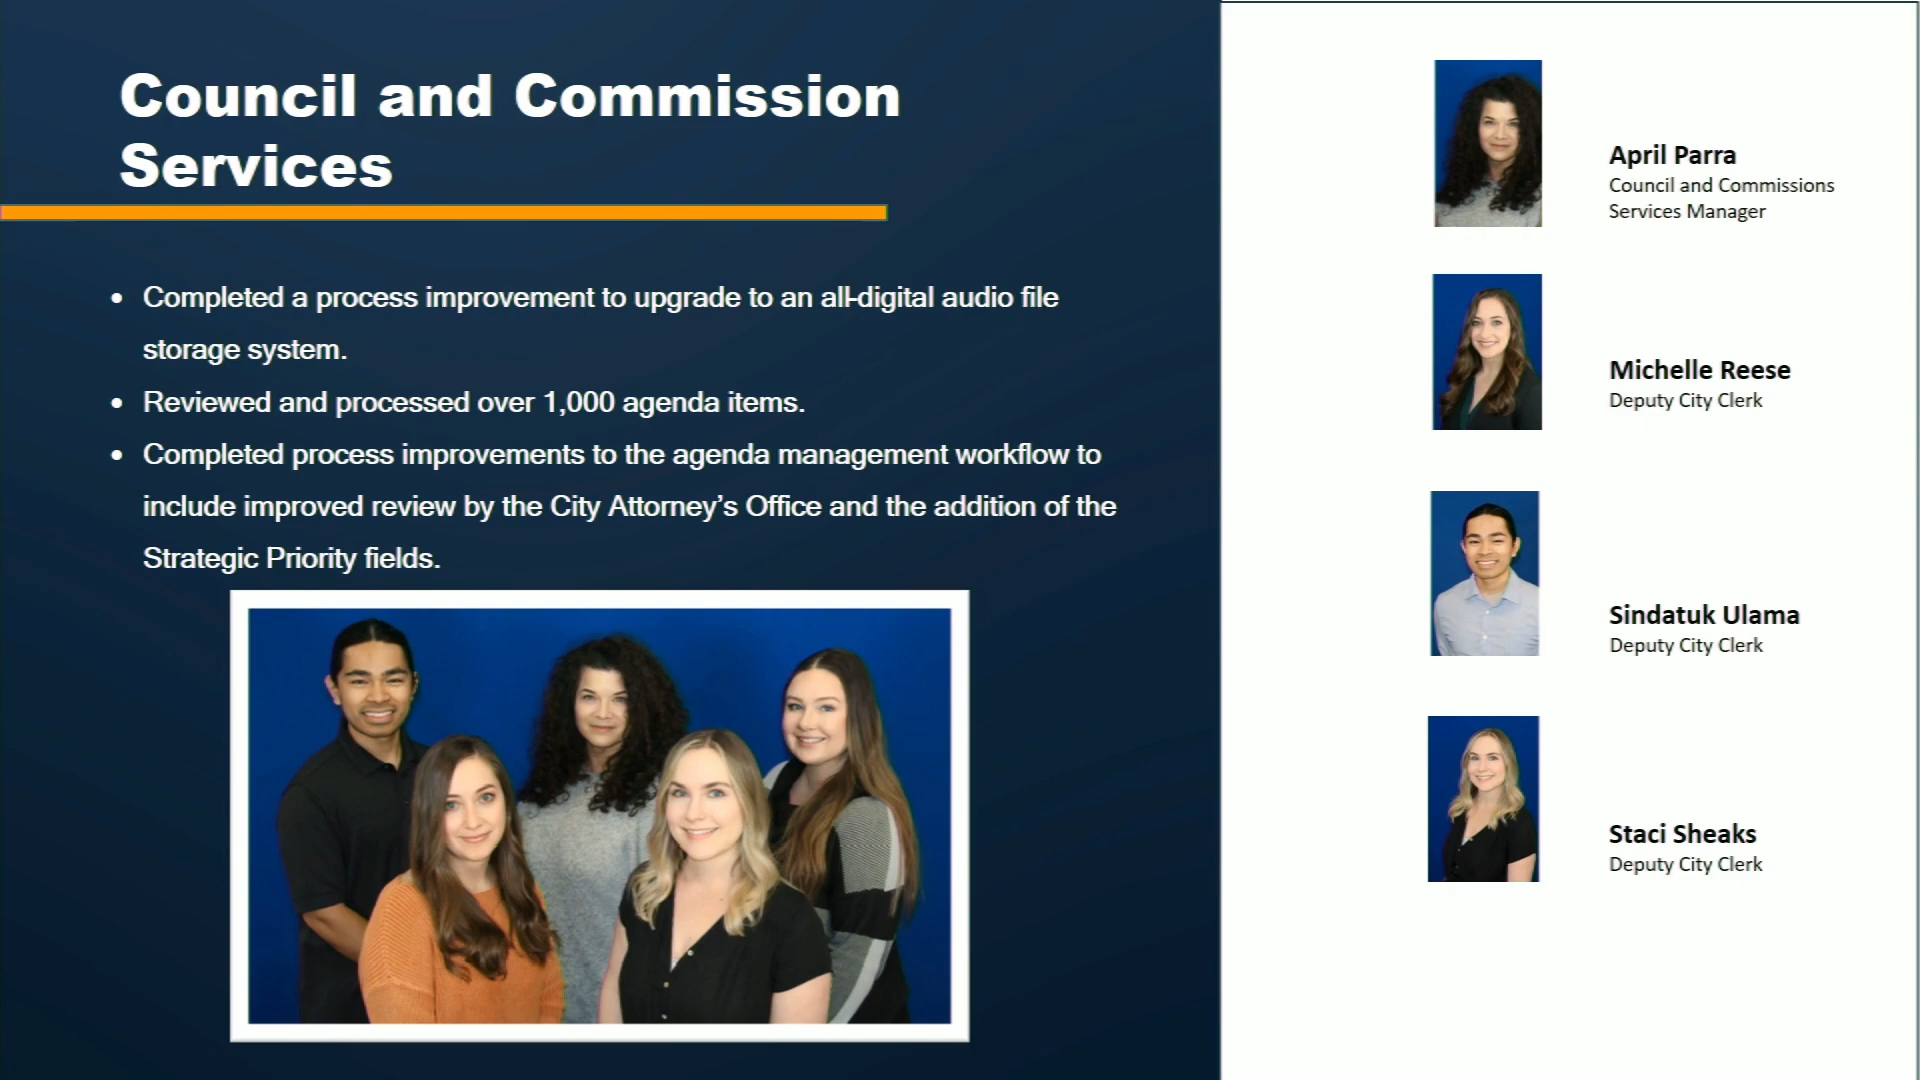 Council and Commission
Services
• Completed a process improvement to upgrade to an all-digital audio file
storage system.
• Reviewed and processed over 1,000 agenda items.
• Completed process improvements to the agenda management workflow to
include improved review by the City Attorney’s Office and the addition of the
Strategic Priority fields.
April Parra
Council and Commissions
Services Manager
Michelle Reese
Deputy City Clerk
Sindatuk Ulama
Deputy City Clerk
Staci Sheaks
Deputy City Clerk